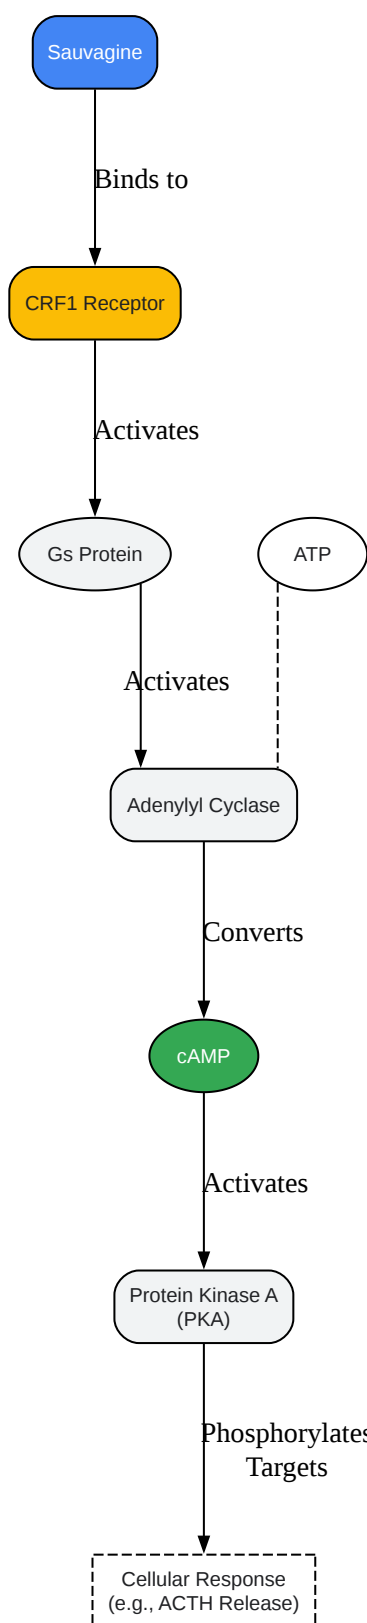 Sauvagine
Binds to
CRF1 Receptor
Activates
Gs Protein
ATP
Activates
Adenylyl Cyclase
Converts
cAMP
Activates
Protein Kinase A
(PKA)
Phosphorylates
Targets
Cellular Response
(e.g., ACTH Release)